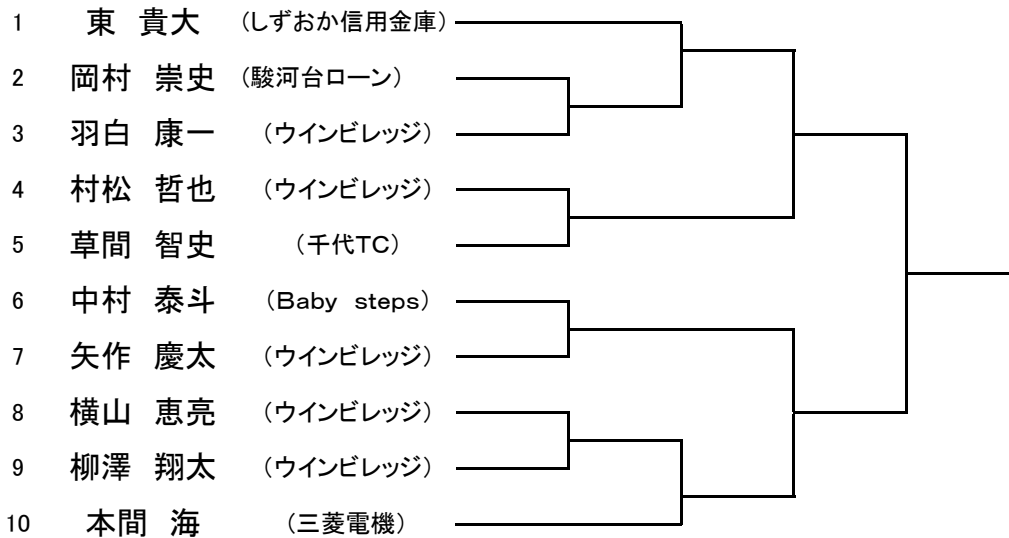 1 東 貴大 (しずおか信用金庫)
2 岡村 崇史 (駿河台ローン)
3 羽白 康一 (ウインビレッジ)
4 村松 哲也 (ウインビレッジ)
5 草間 智史 (千代TC)
6 中村 泰斗 (Baby steps)
7 矢作 慶太 (ウインビレッジ)
8 横山 恵亮 (ウインビレッジ)
9 柳澤 翔太 (ウインビレッジ)
10 本間 海 (三菱電機)